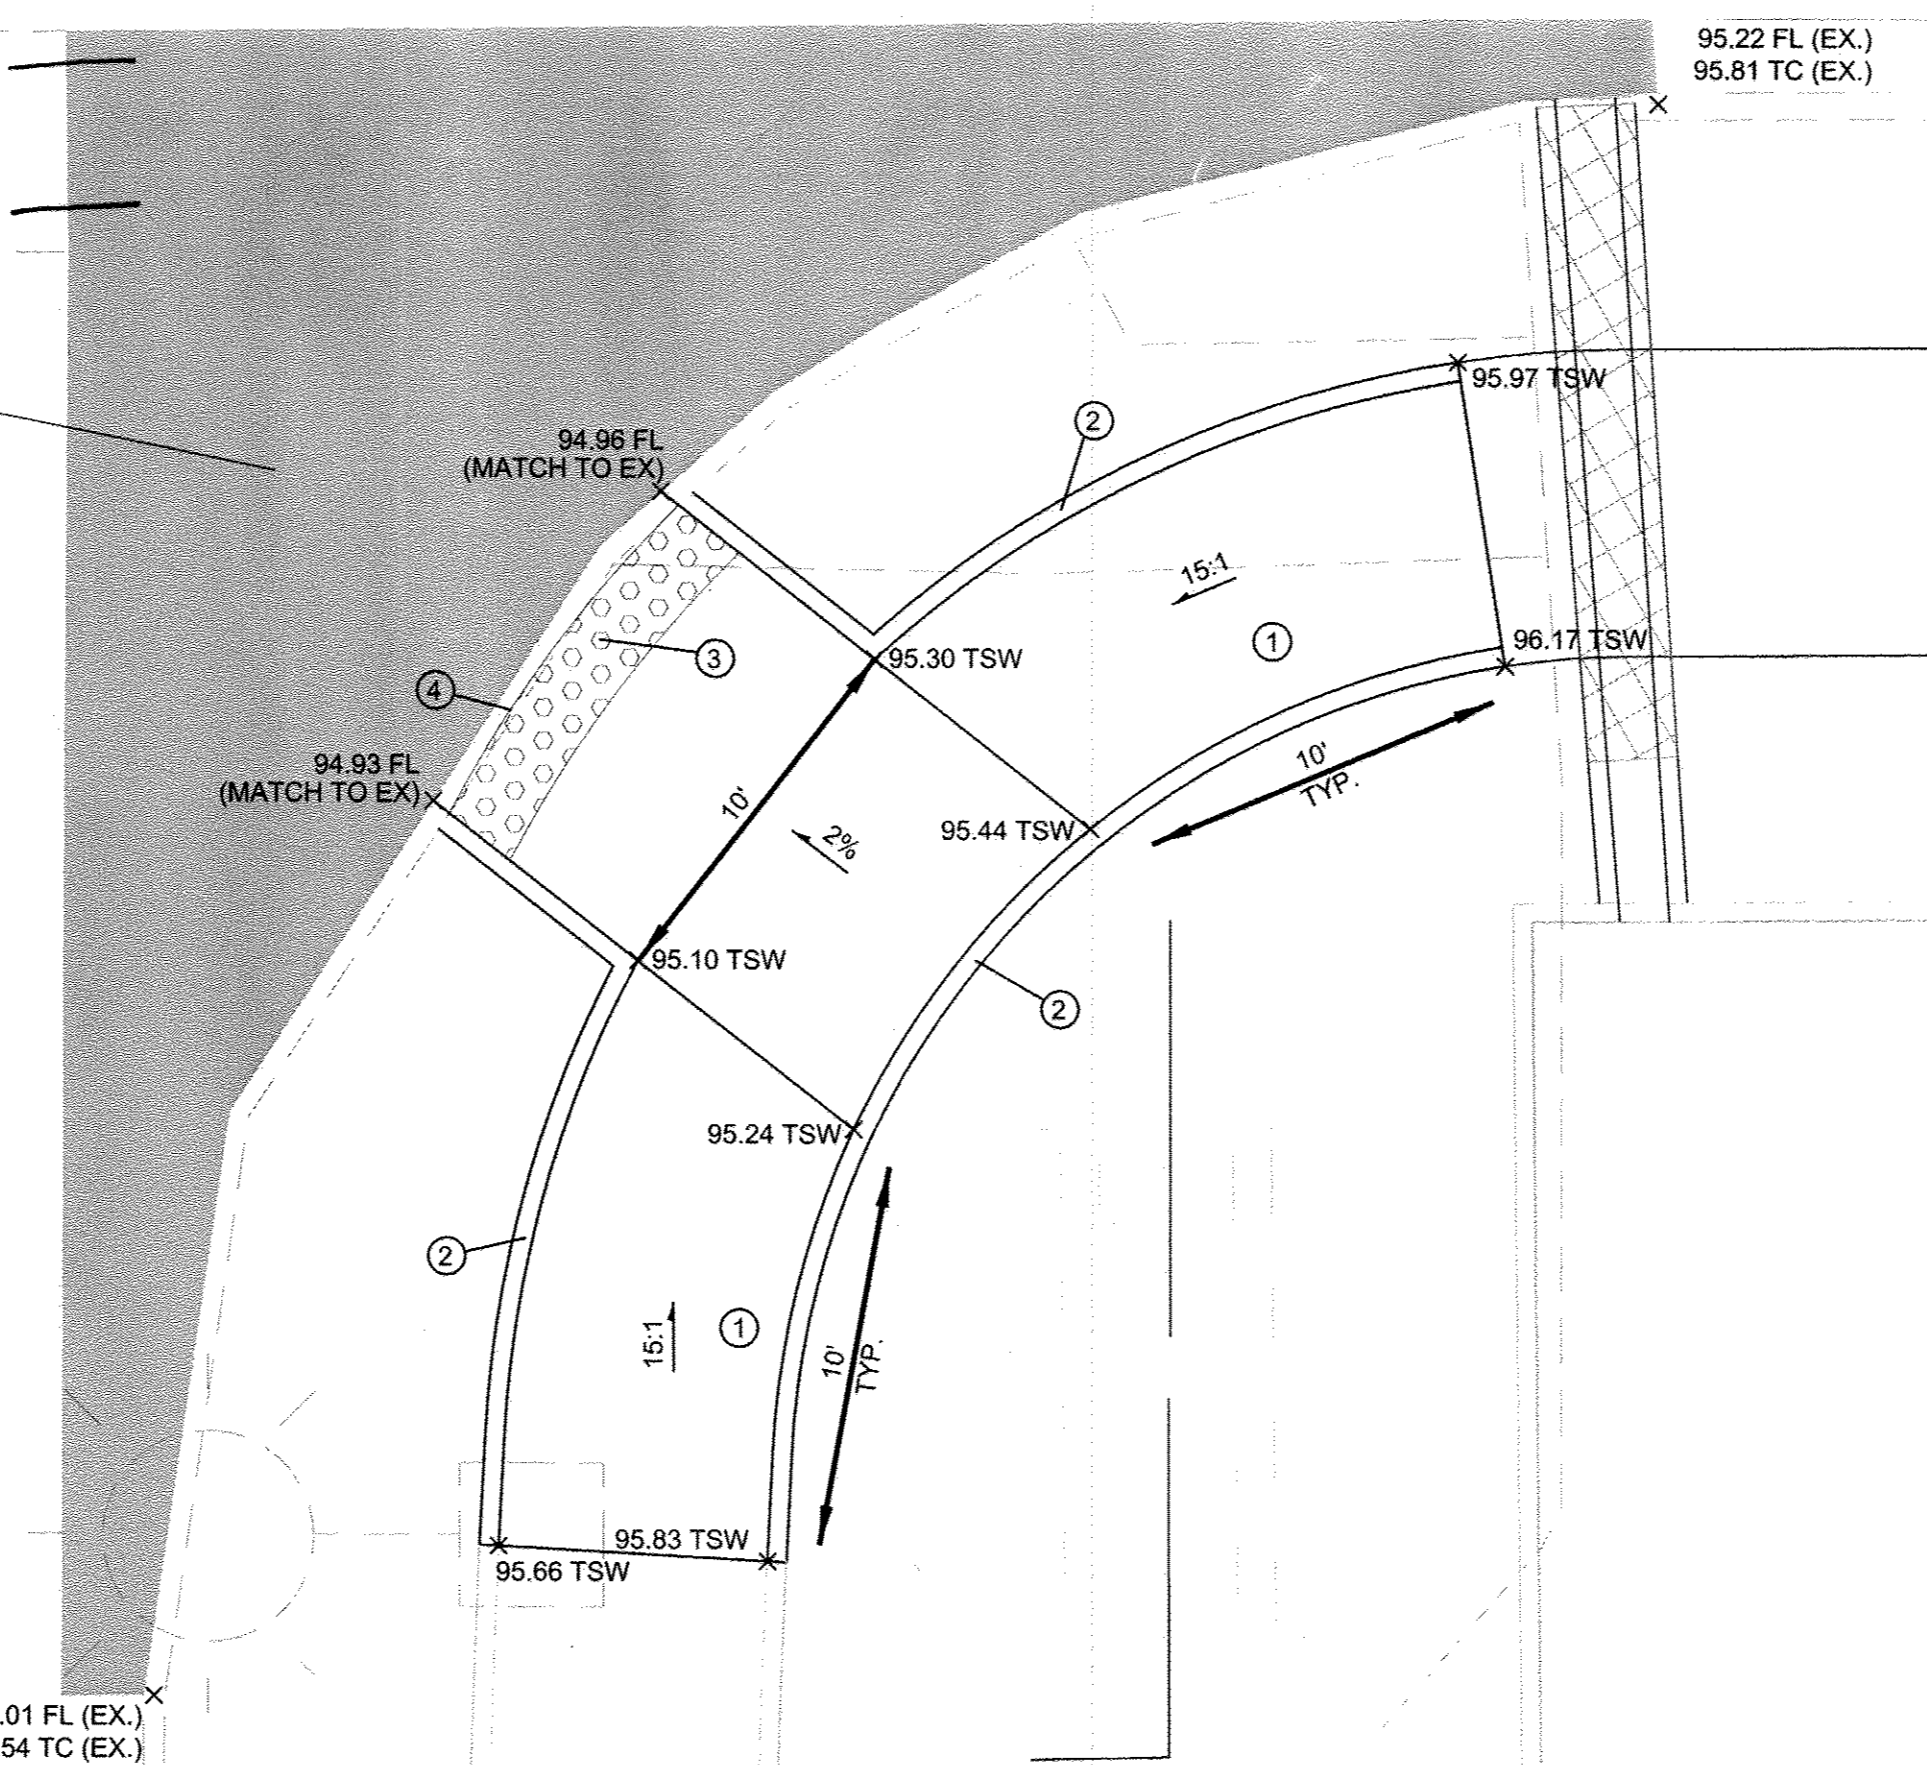 95.22 FL (EX.)
95.81 TC (EX.)
95.97 TSW
2
94.96 FL
(MATCH TO EX)
15:1
1
96.17 TSW
3
95.30 TSW
4
94.93 FL
(MATCH TO EX)
10'
10'
TYP.
2%
95.44 TSW
95.10 TSW
2
95.24 TSW
2
15:1
1
10'
TYP.
95.83 TSW
95.66 TSW
.01 FL (EX.)
54 TC (EX.)